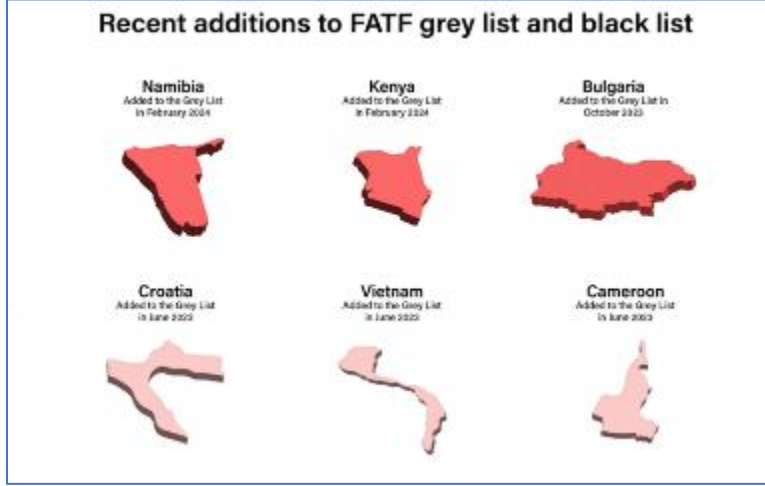 Recent additions to FATF grey list and black list
Namibia
Added to the Grey List
in February 2024
Kenya
Added to the Grey List
in February 2024
Bulgaria
Added to the Grey List in
October 2023
Croatia
Added to the Grey List
in June 2023
Vietnam
Added to the Grey List
in June 2023
Cameroon
Added to the Grey List
in June 2023